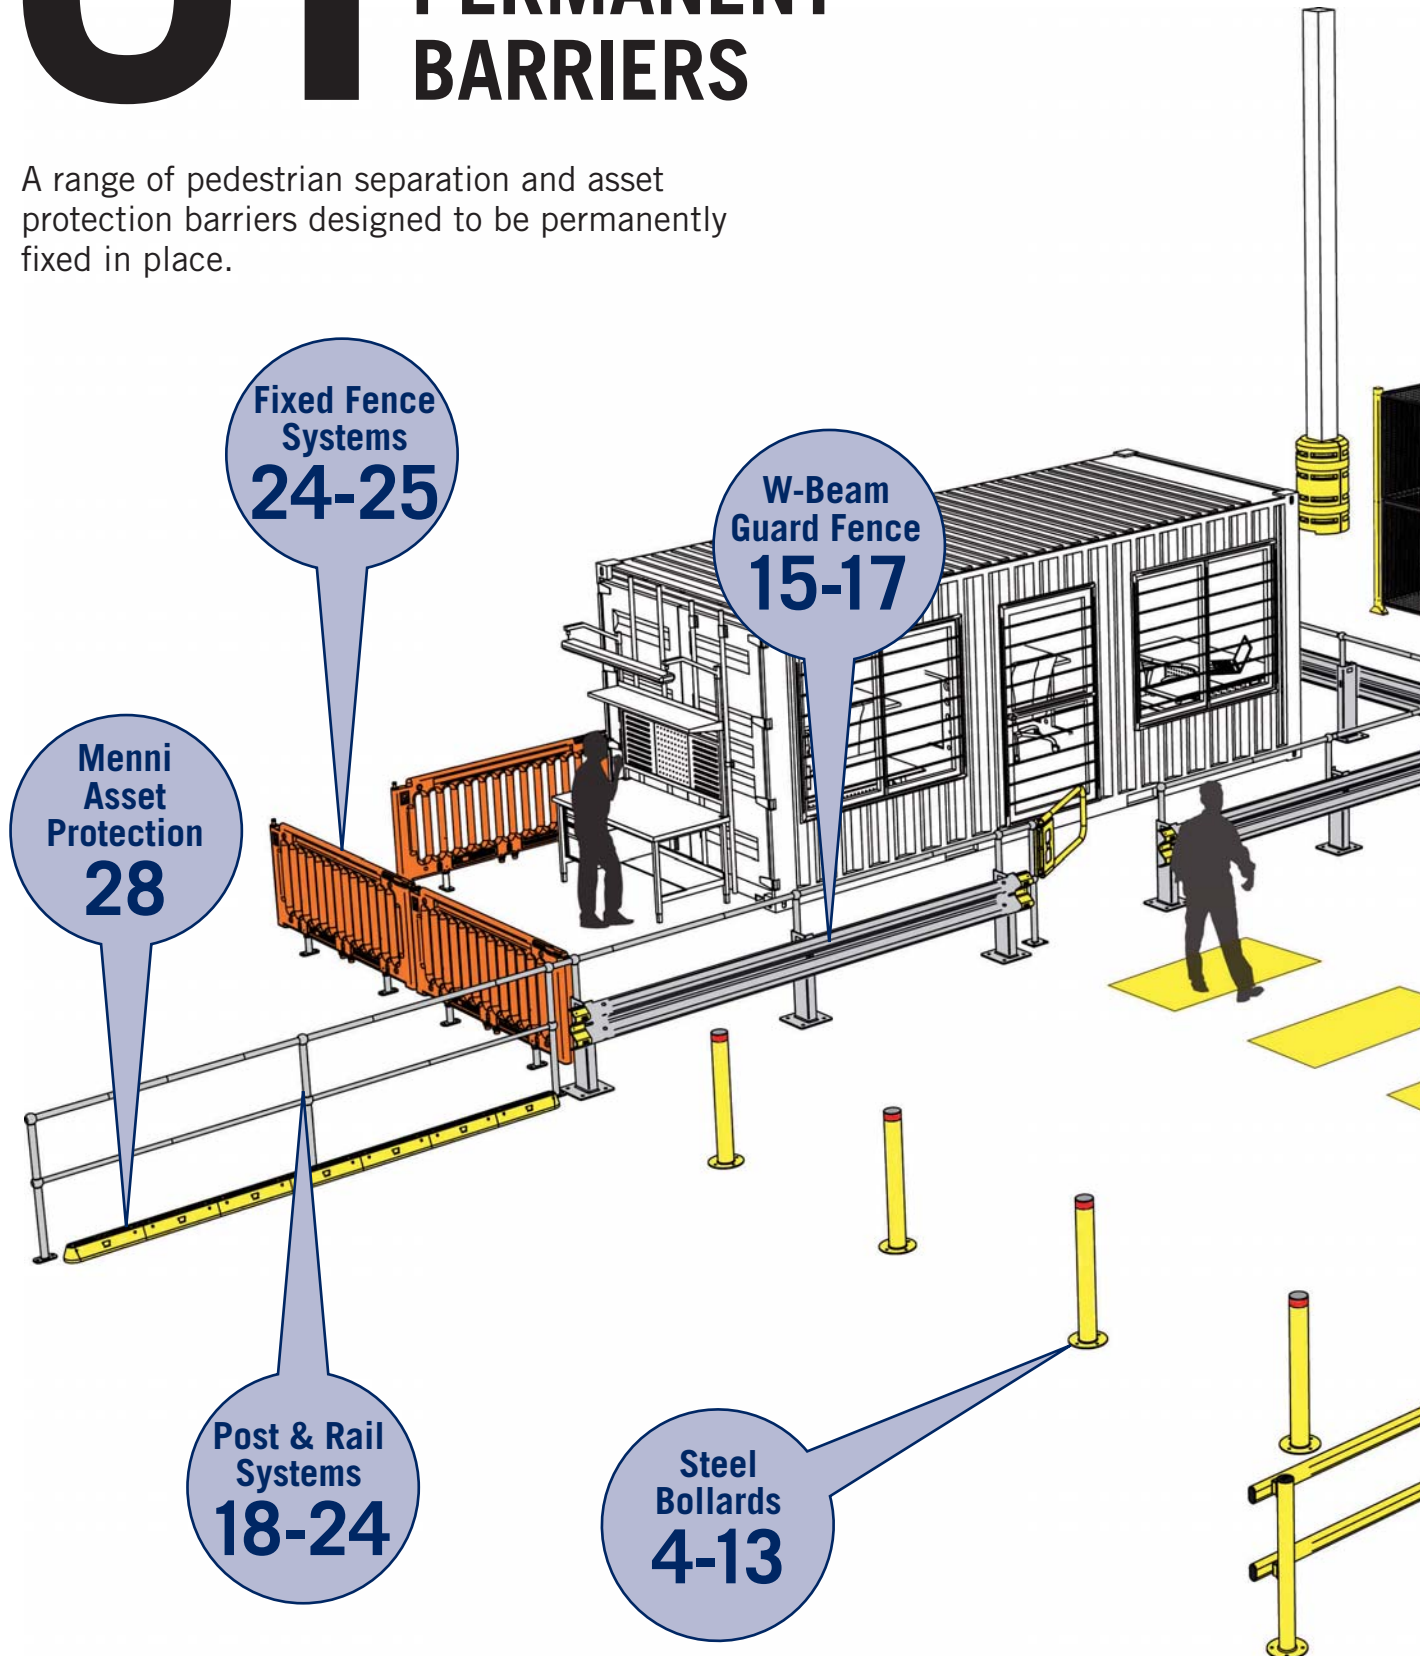 01
PERMANENT
BARRIERS
A range of pedestrian separation and asset
protection barriers designed to be permanently
fixed in place.
Fixed Fence
Systems
24-25
W-Beam
Guard Fence
15-17
Menni
Asset
Protection
28
Post & Rail
Systems
18-24
Steel
Bollards
4-13